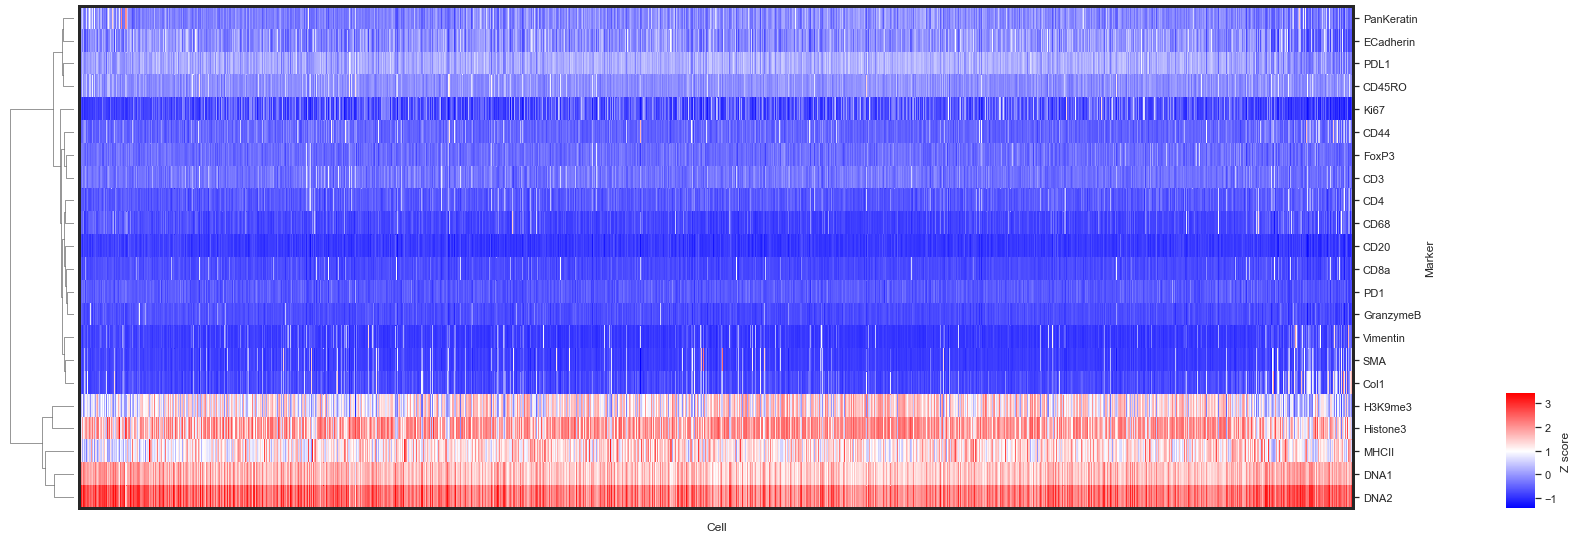 PanKeratin
ECadherin
PDL1
CD45RO
Ki67
CD44
FoxP3
CD3
CD4
CD68
CD20
CD8a
PD1
GranzymeB
Vimentin
SMA
Col1
H3K9me3
Histone3
MHCII
DNA1
DNA2
Marker
Cell
3
2
1
0
−1
Z score